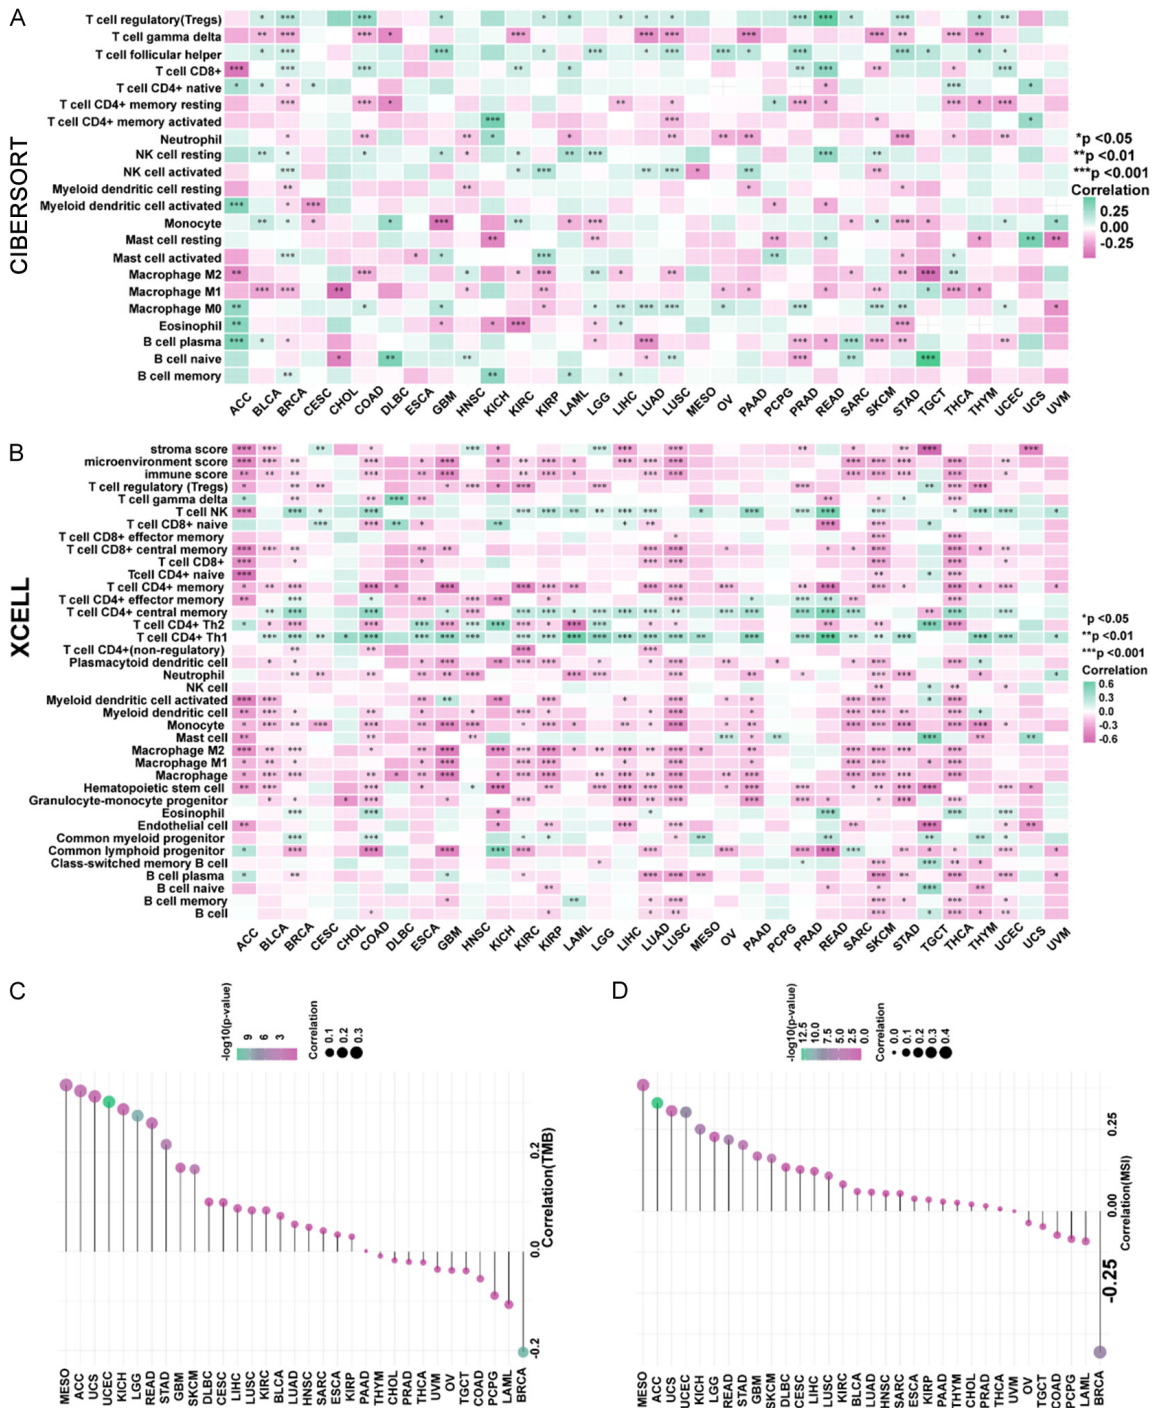 A
CIBERSORT
T cell regulatory(Tregs)
T cell gamma delta
T cell follicular helper
T cell CD8+
T cell CD4+ native
T cell CD4+ memory resting
T cell CD4+ memory activated
Neutrophil
NK cell resting
NK cell activated
Myeloid dendritic cell resting
Myeloid dendritic cell activated
Monocyte
Mast cell resting
Mast cell activated
Macrophage M2
Macrophage M1
Macrophage M0
Eosinophil
B cell plasma
B cell naive
B cell memory
ACC BLCA BRCA CESC CHOL COAD DLBC ESCA GBM HNSC KICH KIRC KIRP LAML LGG LIHC LUAD LUSC MESO OV PAAD PCPG PRAD READ SARC SKCM STAD TGCT THCA THYM UCEC UCS UVM
*p <0.05
**p <0.01
***p <0.001
Correlation
0.25
0.00
-0.25
B
XCELL
stroma score
microenvironment score
immune score
T cell regulatory (Tregs)
T cell gamma delta
T cell NK
T cell CD8+ naive
T cell CD8+ effector memory
T cell CD8+ central memory
T cell CD8+
Tcell CD4+ naive
T cell CD4+ memory
T cell CD4+ effector memory
T cell CD4+ central memory
T cell CD4+ Th2
T cell CD4+ Th1
T cell CD4+(non-regulatory)
Plasmacytoid dendritic cell
Neutrophil
NK cell
Myeloid dendritic cell activated
Myeloid dendritic cell
Monocyte
Mast cell
Macrophage M2
Macrophage M1
Macrophage
Hematopoietic stem cell
Granulocyte-monocyte progenitor
Eosinophil
Endothelial cell
Common myeloid progenitor
Common lymphoid progenitor
Class-switched memory B cell
B cell plasma
B cell naive
B cell memory
B cell
ACC BLCA BRCA CESC CHOL COAD DLBC ESCA GBM HNSC KICH KIRC KIRP LAML LGG LIHC LUAD LUSC MESO OV PAAD PCPG PRAD READ SARC SKCM STAD TGCT THCA THYM UCEC UCS UVM
*p <0.05
**p <0.01
***p <0.001
Correlation
0.6
0.3
0.0
-0.3
-0.6
C
-log10(p-value)
9 6 3
Correlation
0.1 0.2 0.3
Correlation(TMB)
0.2
0.0
-0.2
MESO ACC UCS UCEC KICH LGG READ STAD GBM SKCM DLBC CESC LIHC LUSC KIRC BLCA LUAD HNSC SARC ESCA KIRP PAAD THYM CHOL PRAD THCA UVM OV TGCT COAD PCPG LAML BRCA
D
-log10(p-value)
12.5 10.0 7.5 5.0 2.5 0.0
Correlation
0.0 0.1 0.2 0.3 0.4
Correlation(MSI)
0.25
0.00
-0.25
MESO ACC UCS UCEC KICH LGG READ STAD GBM SKCM DLBC CESC LIHC LUSC KIRC BLCA LUAD HNSC SARC ESCA KIRP PAAD THYM CHOL PRAD THCA UVM OV TGCT COAD PCPG LAML BRCA